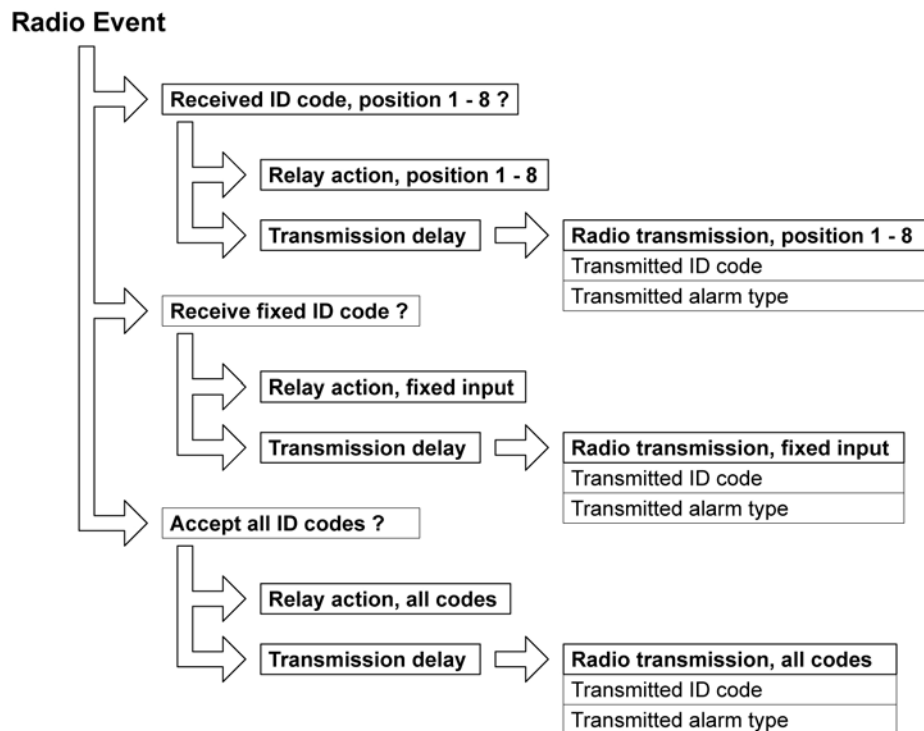 Radio Event
Received ID code, position 1 - 8 ?
Relay action, position 1 - 8
Transmission delay
Radio transmission, position 1 - 8
Transmitted ID code
Transmitted alarm type
Receive fixed ID code ?
Relay action, fixed input
Transmission delay
Radio transmission, fixed input
Transmitted ID code
Transmitted alarm type
Accept all ID codes ?
Relay action, all codes
Transmission delay
Radio transmission, all codes
Transmitted ID code
Transmitted alarm type